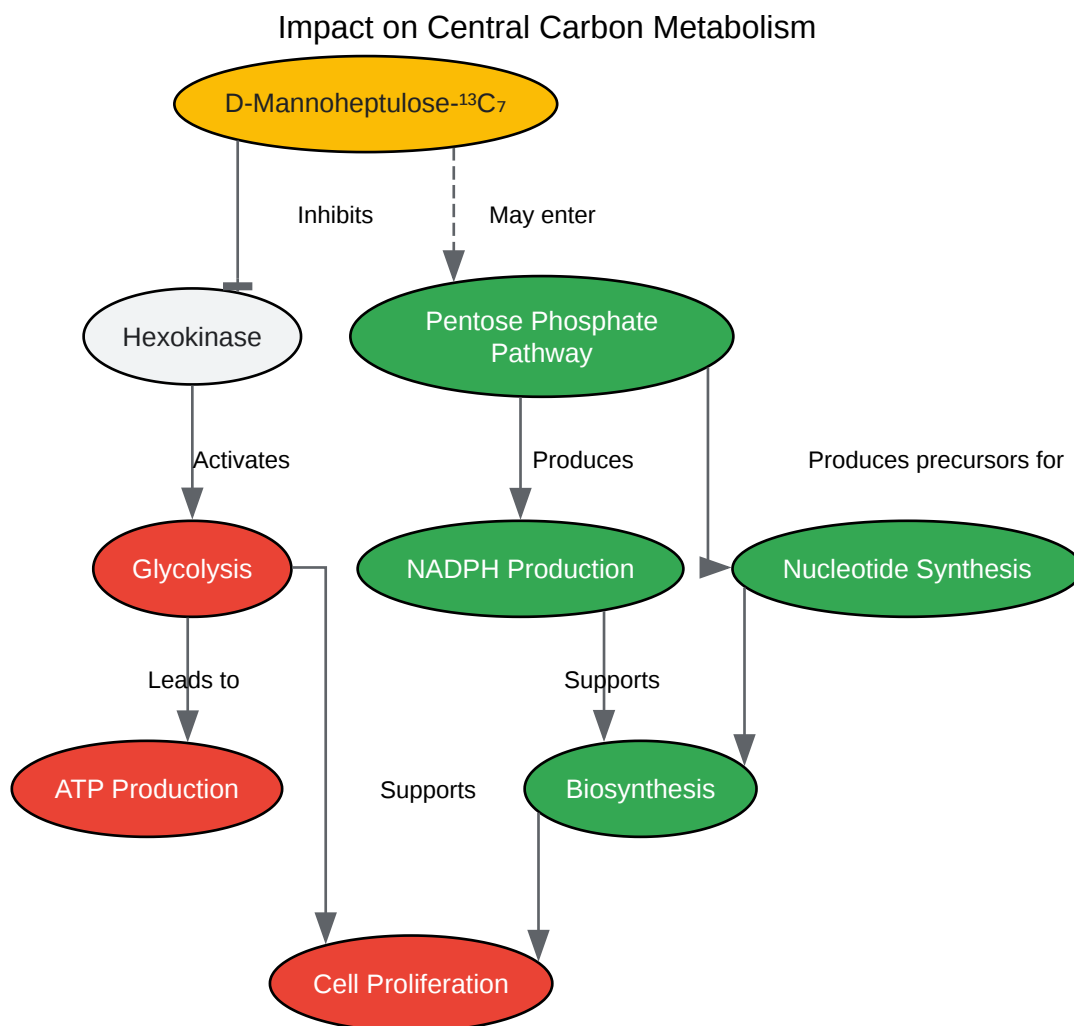 Impact on Central Carbon Metabolism
D-Mannoheptulose-¹³C₇
Inhibits
May enter
Hexokinase
Pentose Phosphate
Pathway
Activates
Produces
Produces precursors for
Glycolysis
NADPH Production
Nucleotide Synthesis
Leads to
Supports
ATP Production
Supports
Biosynthesis
Cell Proliferation